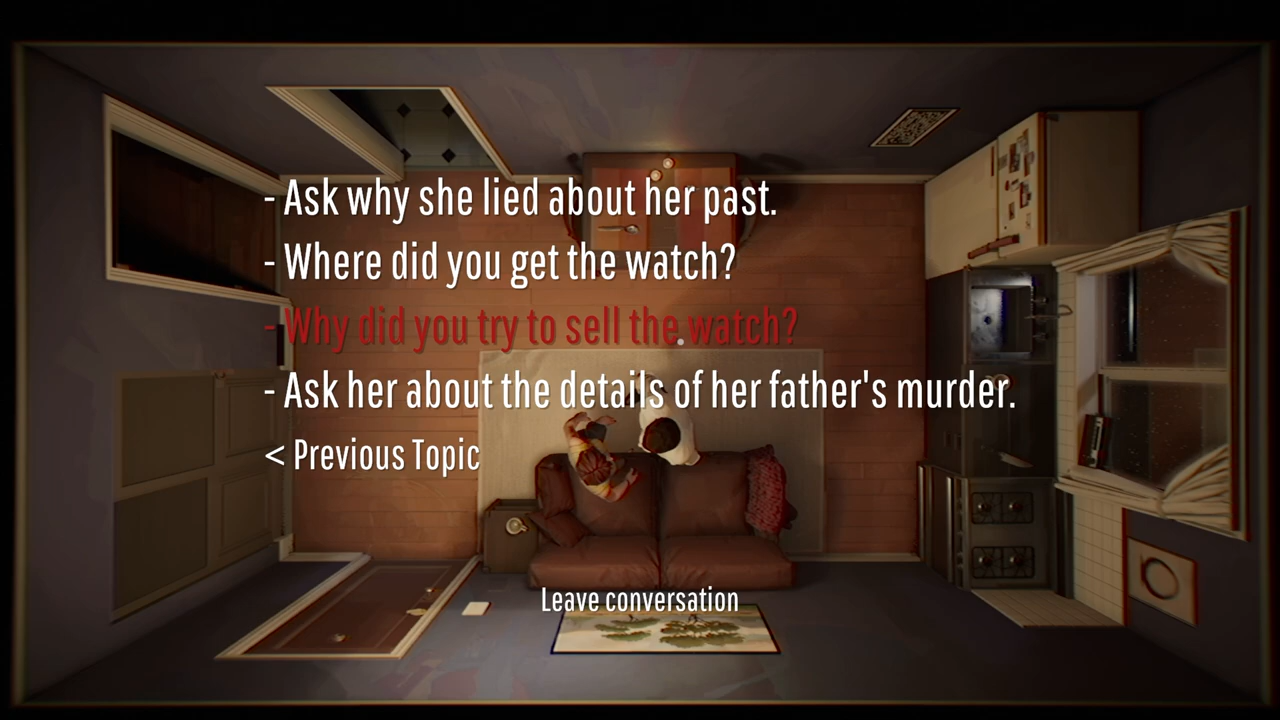 - Ask why she lied about her past.
- Where did you get the watch?
- Why did you try to sell the watch?
- Ask her about the details of her father's murder.
< Previous Topic
Leave conversation